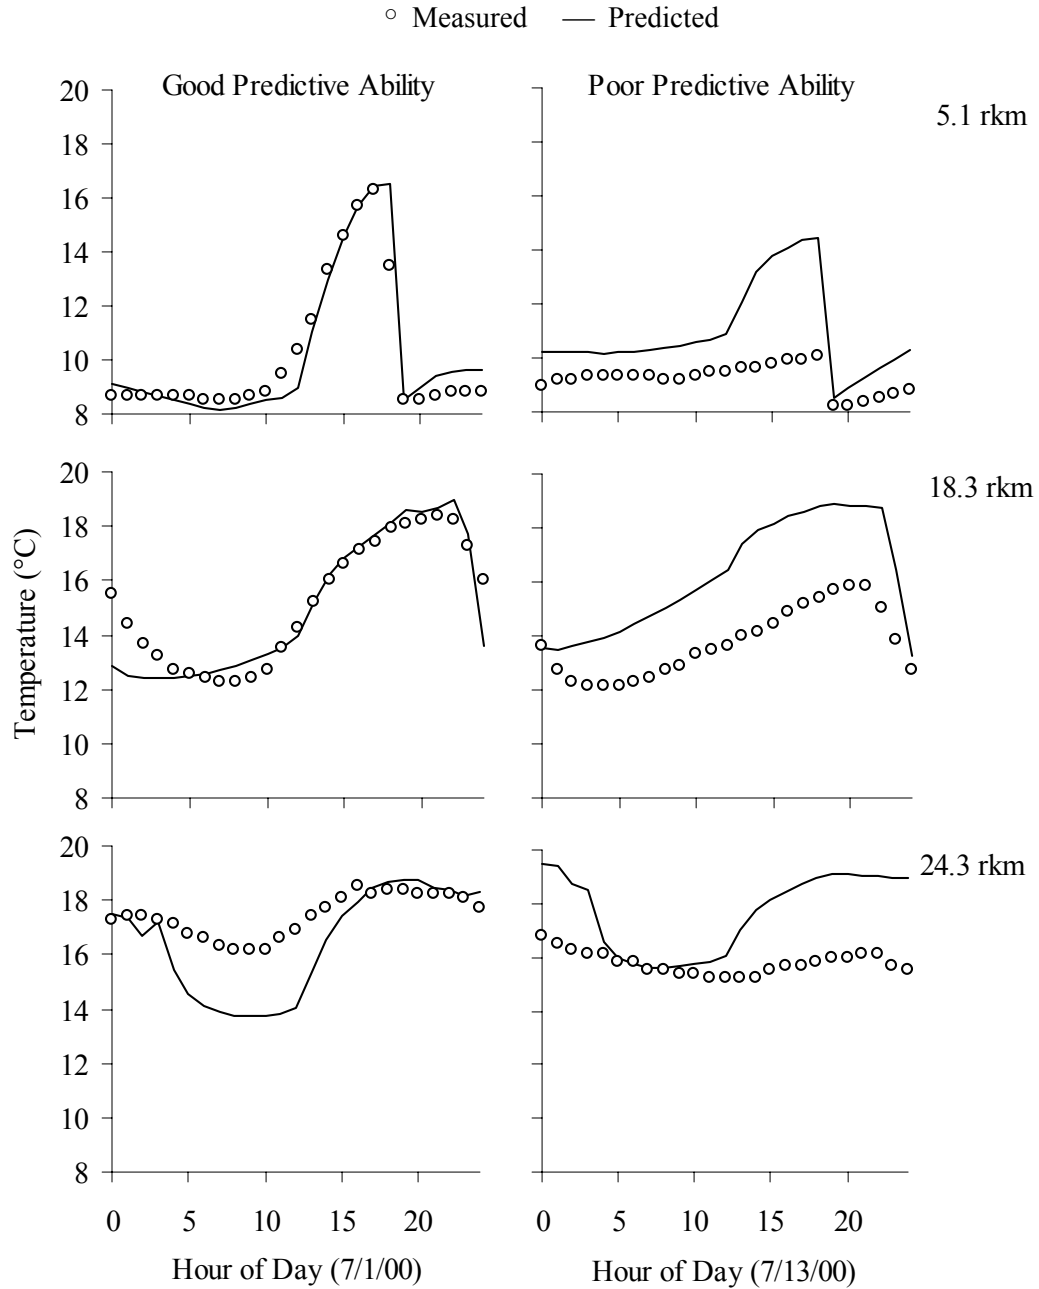 ○ Measured — Predicted
Good Predictive Ability
Poor Predictive Ability
5.1 rkm
20
18
16
14
12
10
8
18.3 rkm
20
18
16
14
12
10
8
24.3 rkm
20
18
16
14
12
10
8
Temperature (°C)
0 5 10 15 20
0 5 10 15 20
Hour of Day (7/1/00)
Hour of Day (7/13/00)